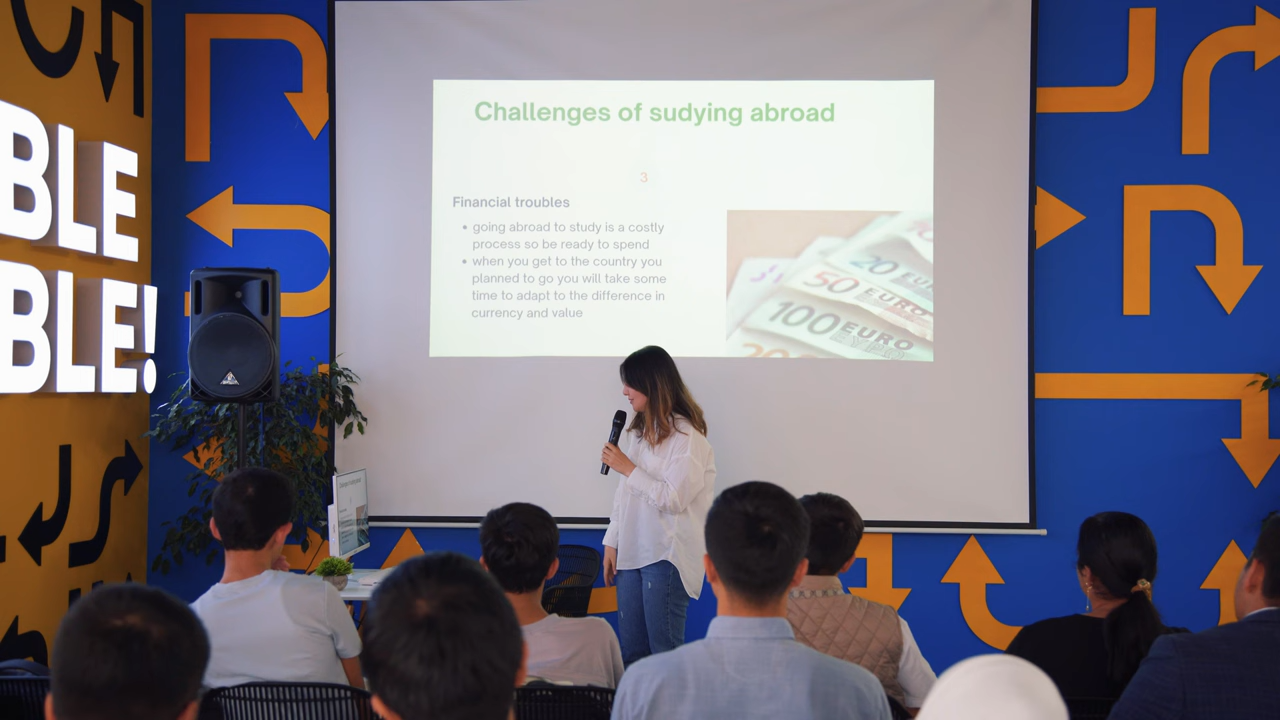 BLE
BLE!
Challenges of sudying abroad
3
Financial troubles
• going abroad to study is a costly
process so be ready to spend
• when you get to the country you
planned to go you will take some
time to adapt to the difference in
currency and value
20 EURO
50 EURO
100 EURO